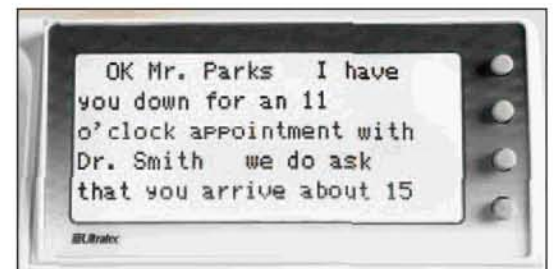 OK Mr. Parks I have
you down for an 11
o'clock appointment with
Dr. Smith we do ask
that you arrive about 15
Ultratec